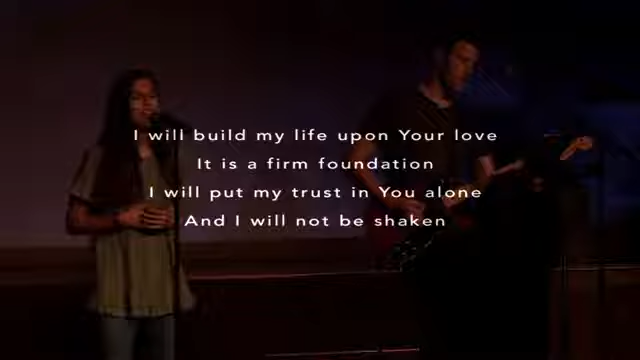 I will build my life upon Your love
It is a firm foundation
I will put my trust in You alone
And I will not be shaken